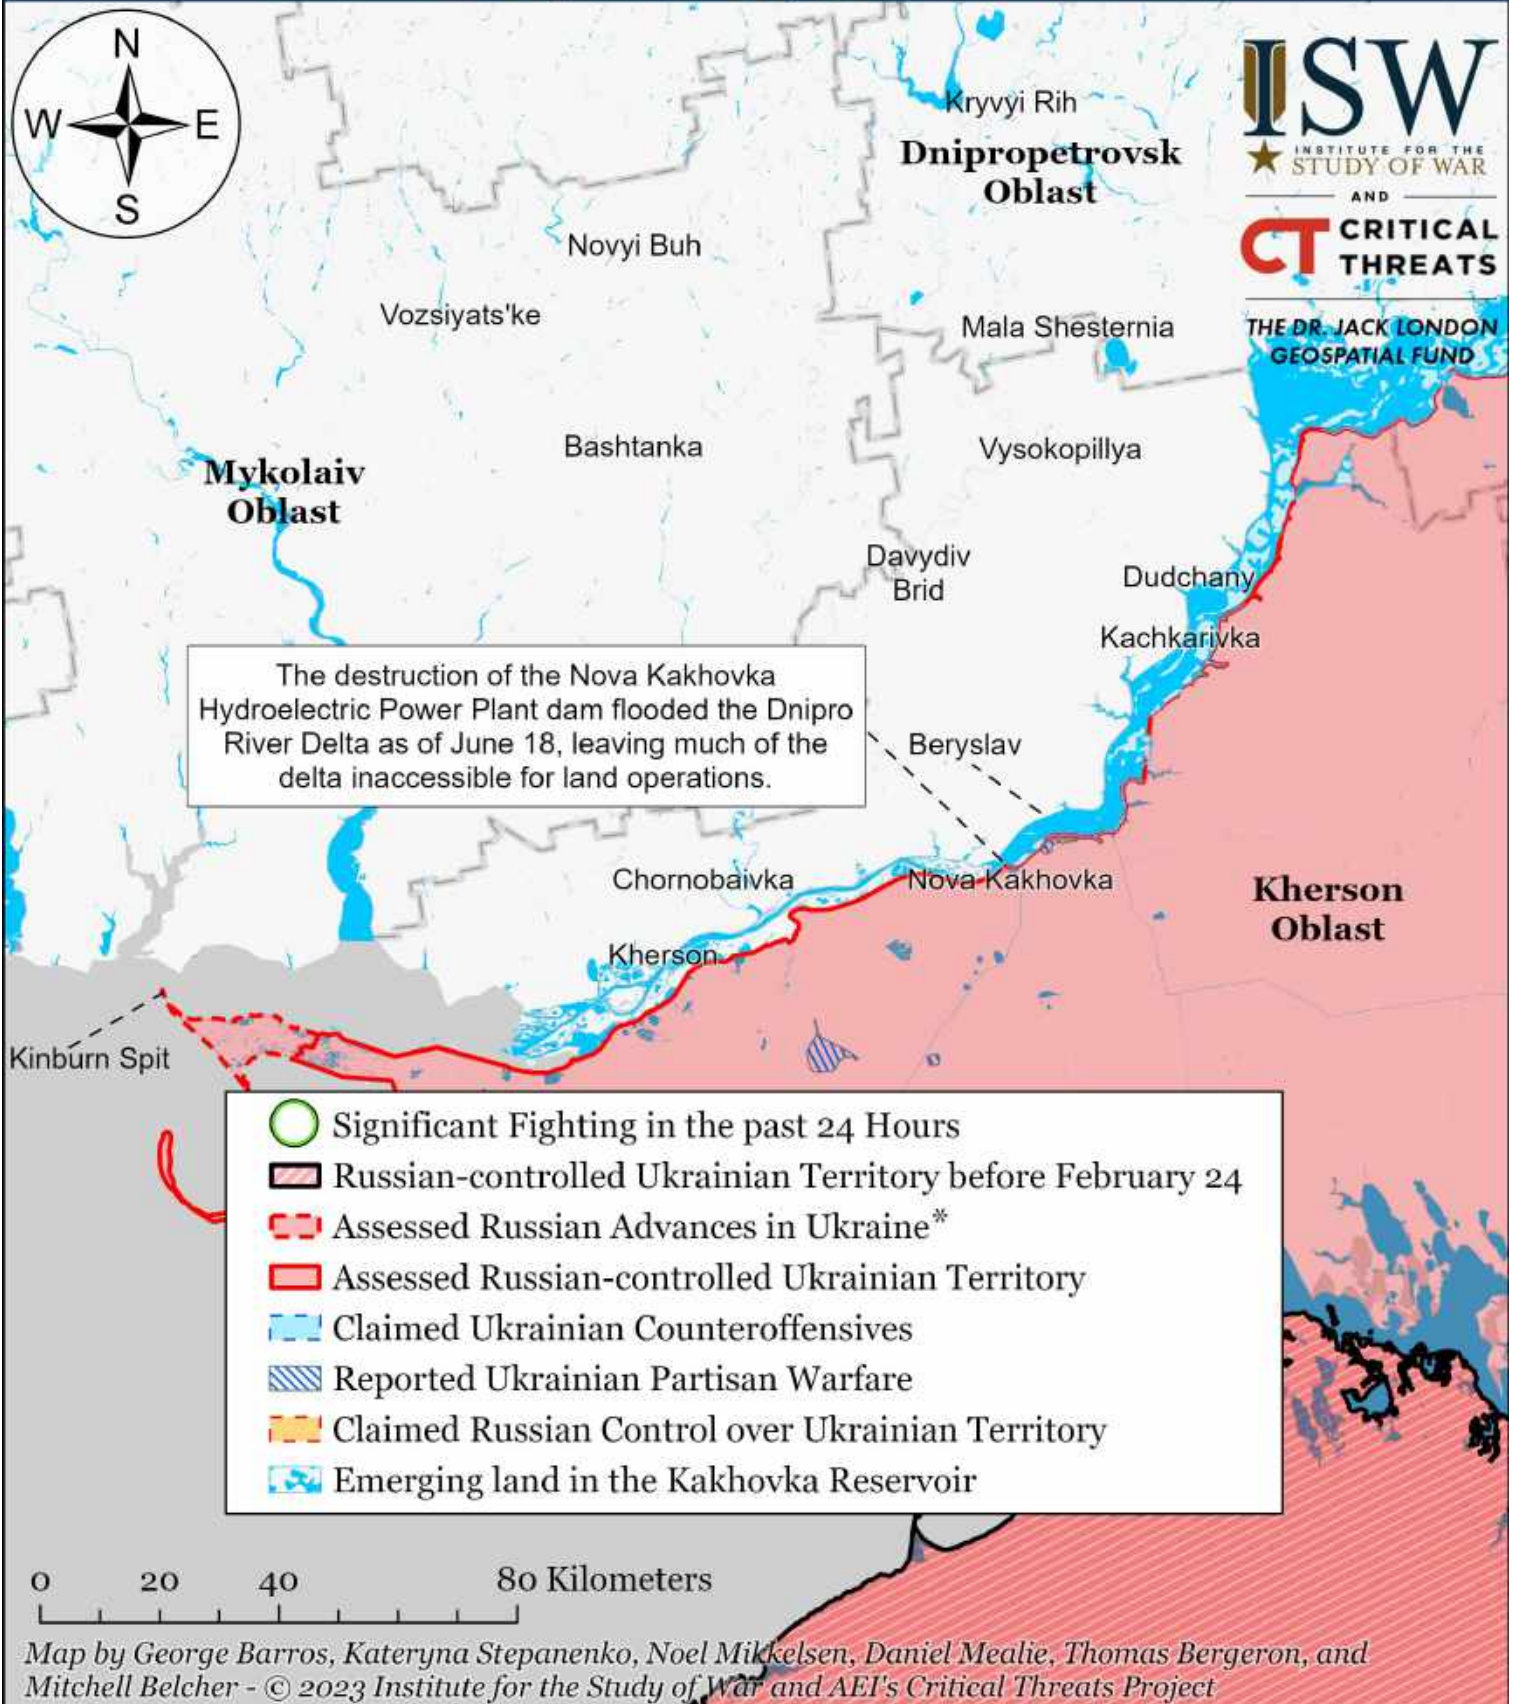 N
W E
S
ISW
INSTITUTE FOR THE
STUDY OF WAR
AND
CT CRITICAL
THREATS
THE DR. JACK LONDON
GEOSPATIAL FUND
Kryvyi Rih
Dnipropetrovsk
Oblast
Novyi Buh
Vozsiyats'ke
Mala Shesternia
Bashtanka
Vysokopillya
Mykolaiv
Oblast
Davydiv
Brid
Dudchany
Kachkarivka
The destruction of the Nova Kakhovka
Hydroelectric Power Plant dam flooded the Dnipro
River Delta as of June 18, leaving much of the
delta inaccessible for land operations.
Beryslav
Chornobaivka
Nova Kakhovka
Kherson
Oblast
Kherson
Kinburn Spit
Significant Fighting in the past 24 Hours
Russian-controlled Ukrainian Territory before February 24
Assessed Russian Advances in Ukraine*
Assessed Russian-controlled Ukrainian Territory
Claimed Ukrainian Counteroffensives
Reported Ukrainian Partisan Warfare
Claimed Russian Control over Ukrainian Territory
Emerging land in the Kakhovka Reservoir
0 20 40 80 Kilometers
Map by George Barros, Kateryna Stepanenko, Noel Mikkelsen, Daniel Mealie, Thomas Bergeron, and
Mitchell Belcher - © 2023 Institute for the Study of War and AEI's Critical Threats Project